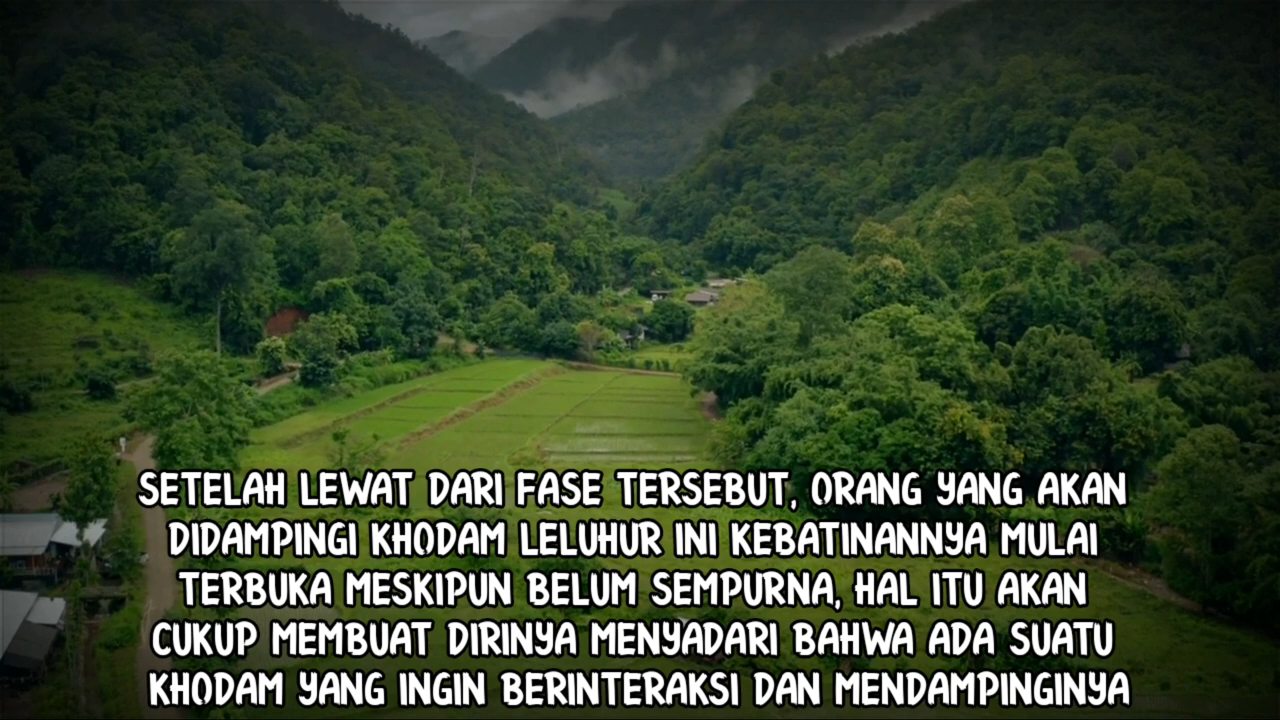 SETELAH LEWAT DARI FASE TERSEBUT, ORANG YANG AKAN
DIDAMPINGI KHODAM LELUHUR INI KEBATINANNYA MULAI
TERBUKA MESKIPUN BELUM SEMPURNA, HAL ITU AKAN
CUKUP MEMBUAT DIRINYA MENYADARI BAHWA ADA SUATU
KHODAM YANG INGIN BERINTERAKSI DAN MENDAMPINGINYA